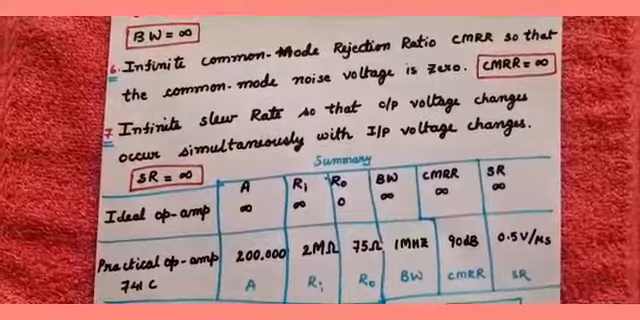 BW = ∞
6. Infinite common-Mode Rejection Ratio CMRR so that
the common-mode noise voltage is zero. CMRR = ∞
7. Infinite slew Rate so that o/p voltage changes
occur simultaneously with I/P voltage changes.
SR = ∞
Summary
A Ri Ro BW CMRR SR
Ideal op-amp ∞ ∞ 0 ∞ ∞ ∞
Practical op-amp 200.000 2MΩ 75Ω 1MHZ 90dB 0.5V/μs
741 C A Ri Ro BW CMRR SR